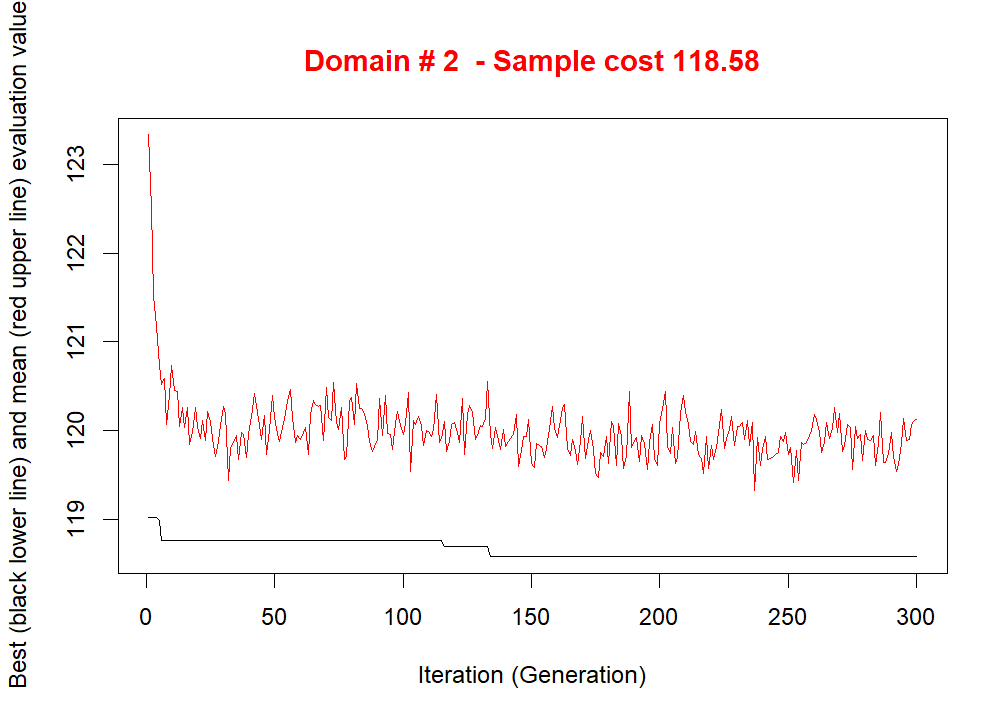 Domain # 2  - Sample cost 118.58
Best (black lower line) and mean (red upper line) evaluation value
123
122
121
120
119
0 50 100 150 200 250 300
Iteration (Generation)